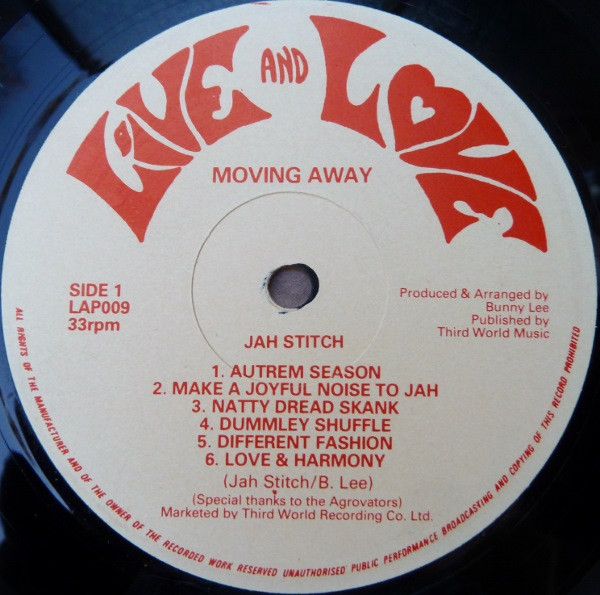 LIVE AND LOVE
MOVING AWAY
SIDE 1
LAP009
33rpm
Produced & Arranged by
Bunny Lee
Published by
Third World Music
JAH STITCH
1. AUTREM SEASON
2. MAKE A JOYFUL NOISE TO JAH
3. NATTY DREAD SKANK
4. DUMMLEY SHUFFLE
5. DIFFERENT FASHION
6. LOVE & HARMONY
(Jah Stitch/B. Lee)
(Special thanks to the Agrovators)
Marketed by Third World Recording Co. Ltd.
ALL RIGHTS OF THE MANUFACTURER AND OF THE OWNER OF THE RECORDED WORK RESERVED UNAUTHORISED PUBLIC PERFORMANCE BROADCASTING AND COPYING OF THIS RECORD PROHIBITED